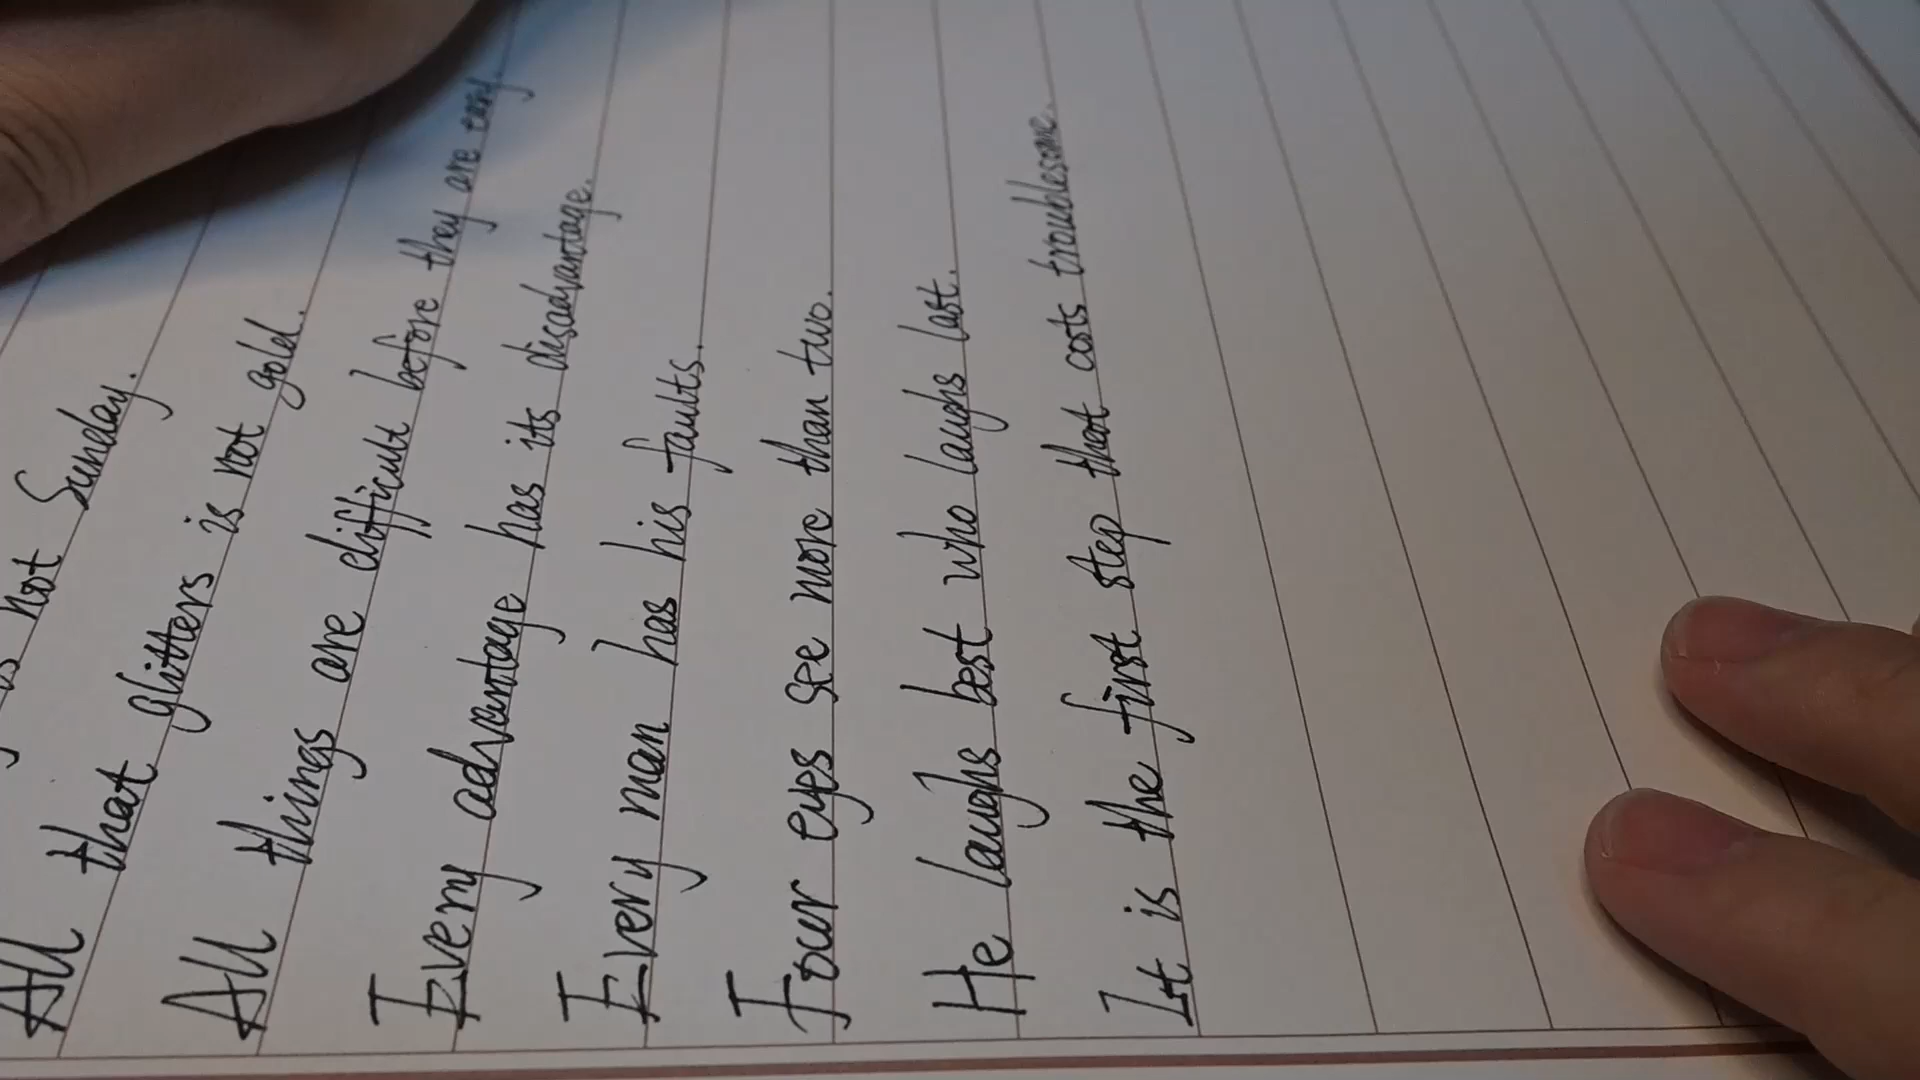 is not Sunday.
All that glitters is not gold.
All things are difficult before they are easy.
Every advantage has its disadvantage.
Every man has his faults.
Four eyes see more than two.
He laughs best who laughs last.
It is the first step that costs troublesome.